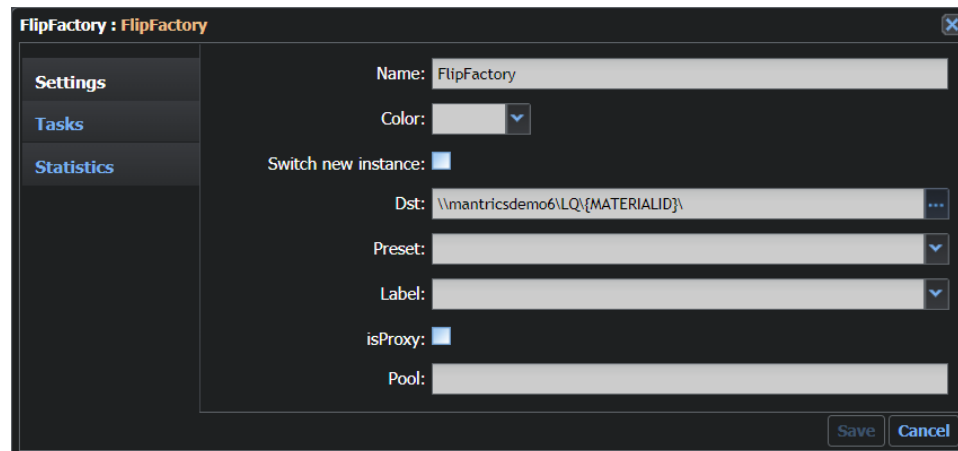 FlipFactory : FlipFactory
Settings
Tasks
Statistics
Name: FlipFactory
Color:
Switch new instance:
Dst: \\mantricsdemo6\LQ\{MATERIALID}\
Preset:
Label:
isProxy:
Pool:
Save Cancel